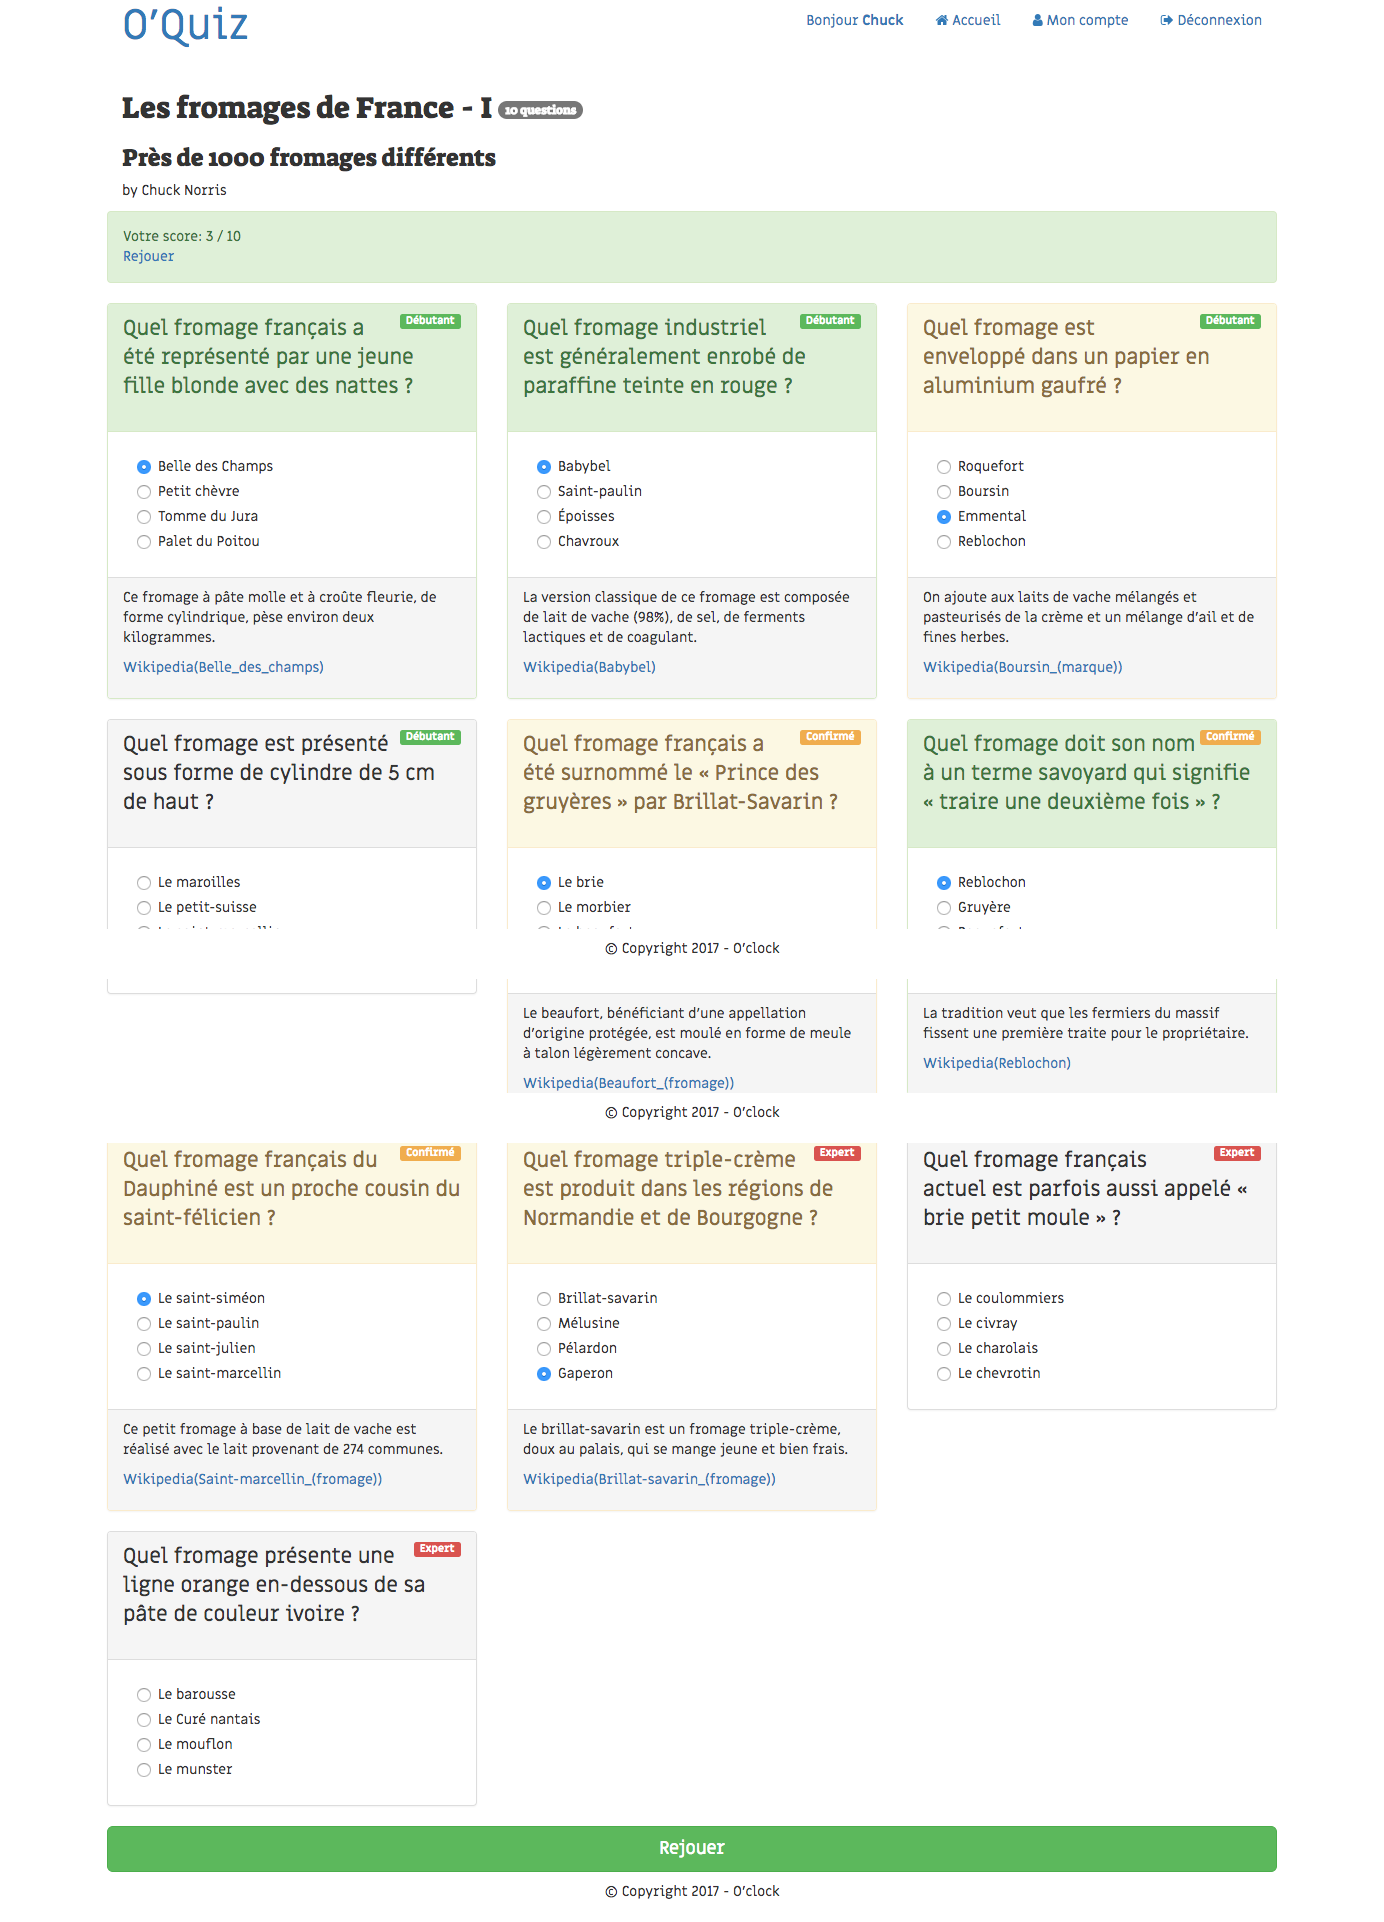 O'Quiz
Bonjour Chuck
Accueil
Mon compte
Déconnexion
Les fromages de France - I 10 questions
Près de 1000 fromages différents
by Chuck Norris
Votre score: 3 / 10
Rejouer
Quel fromage français a
été représenté par une jeune
fille blonde avec des nattes ?
Débutant
Belle des Champs
Petit chèvre
Tomme du Jura
Palet du Poitou
Ce fromage à pâte molle et à croûte fleurie, de
forme cylindrique, pèse environ deux
kilogrammes.
Wikipedia(Belle_des_champs)
Quel fromage industriel
est généralement enrobé de
paraffine teinte en rouge ?
Débutant
Babybel
Saint-paulin
Époisses
Chavroux
La version classique de ce fromage est composée
de lait de vache (98%), de sel, de ferments
lactiques et de coagulant.
Wikipedia(Babybel)
Quel fromage est
enveloppé dans un papier en
aluminium gaufré ?
Débutant
Roquefort
Boursin
Emmental
Reblochon
On ajoute aux laits de vache mélangés et
pasteurisés de la crème et un mélange d'ail et de
fines herbes.
Wikipedia(Boursin_(marque))
Quel fromage est présenté
sous forme de cylindre de 5 cm
de haut ?
Débutant
Le maroilles
Le petit-suisse
Quel fromage français a
été surnommé le « Prince des
gruyères » par Brillat-Savarin ?
Confirmé
Le brie
Le morbier
Quel fromage doit son nom
à un terme savoyard qui signifie
« traire une deuxième fois » ?
Confirmé
Reblochon
Gruyère
© Copyright 2017 - O'clock
Le beaufort, bénéficiant d'une appellation
d'origine protégée, est moulé en forme de meule
à talon légèrement concave.
Wikipedia(Beaufort_(fromage))
La tradition veut que les fermiers du massif
fissent une première traite pour le propriétaire.
Wikipedia(Reblochon)
© Copyright 2017 - O'clock
Quel fromage français du
Dauphiné est un proche cousin du
saint-félicien ?
Confirmé
Le saint-siméon
Le saint-paulin
Le saint-julien
Le saint-marcellin
Ce petit fromage à base de lait de vache est
réalisé avec le lait provenant de 274 communes.
Wikipedia(Saint-marcellin_(fromage))
Quel fromage triple-crème
est produit dans les régions de
Normandie et de Bourgogne ?
Expert
Brillat-savarin
Mélusine
Pélardon
Gaperon
Le brillat-savarin est un fromage triple-crème,
doux au palais, qui se mange jeune et bien frais.
Wikipedia(Brillat-savarin_(fromage))
Quel fromage français
actuel est parfois aussi appelé «
brie petit moule » ?
Expert
Le coulommiers
Le civray
Le charolais
Le chevrotin
Quel fromage présente une
ligne orange en-dessous de sa
pâte de couleur ivoire ?
Expert
Le barousse
Le Curé nantais
Le mouflon
Le munster
Rejouer
© Copyright 2017 - O'clock